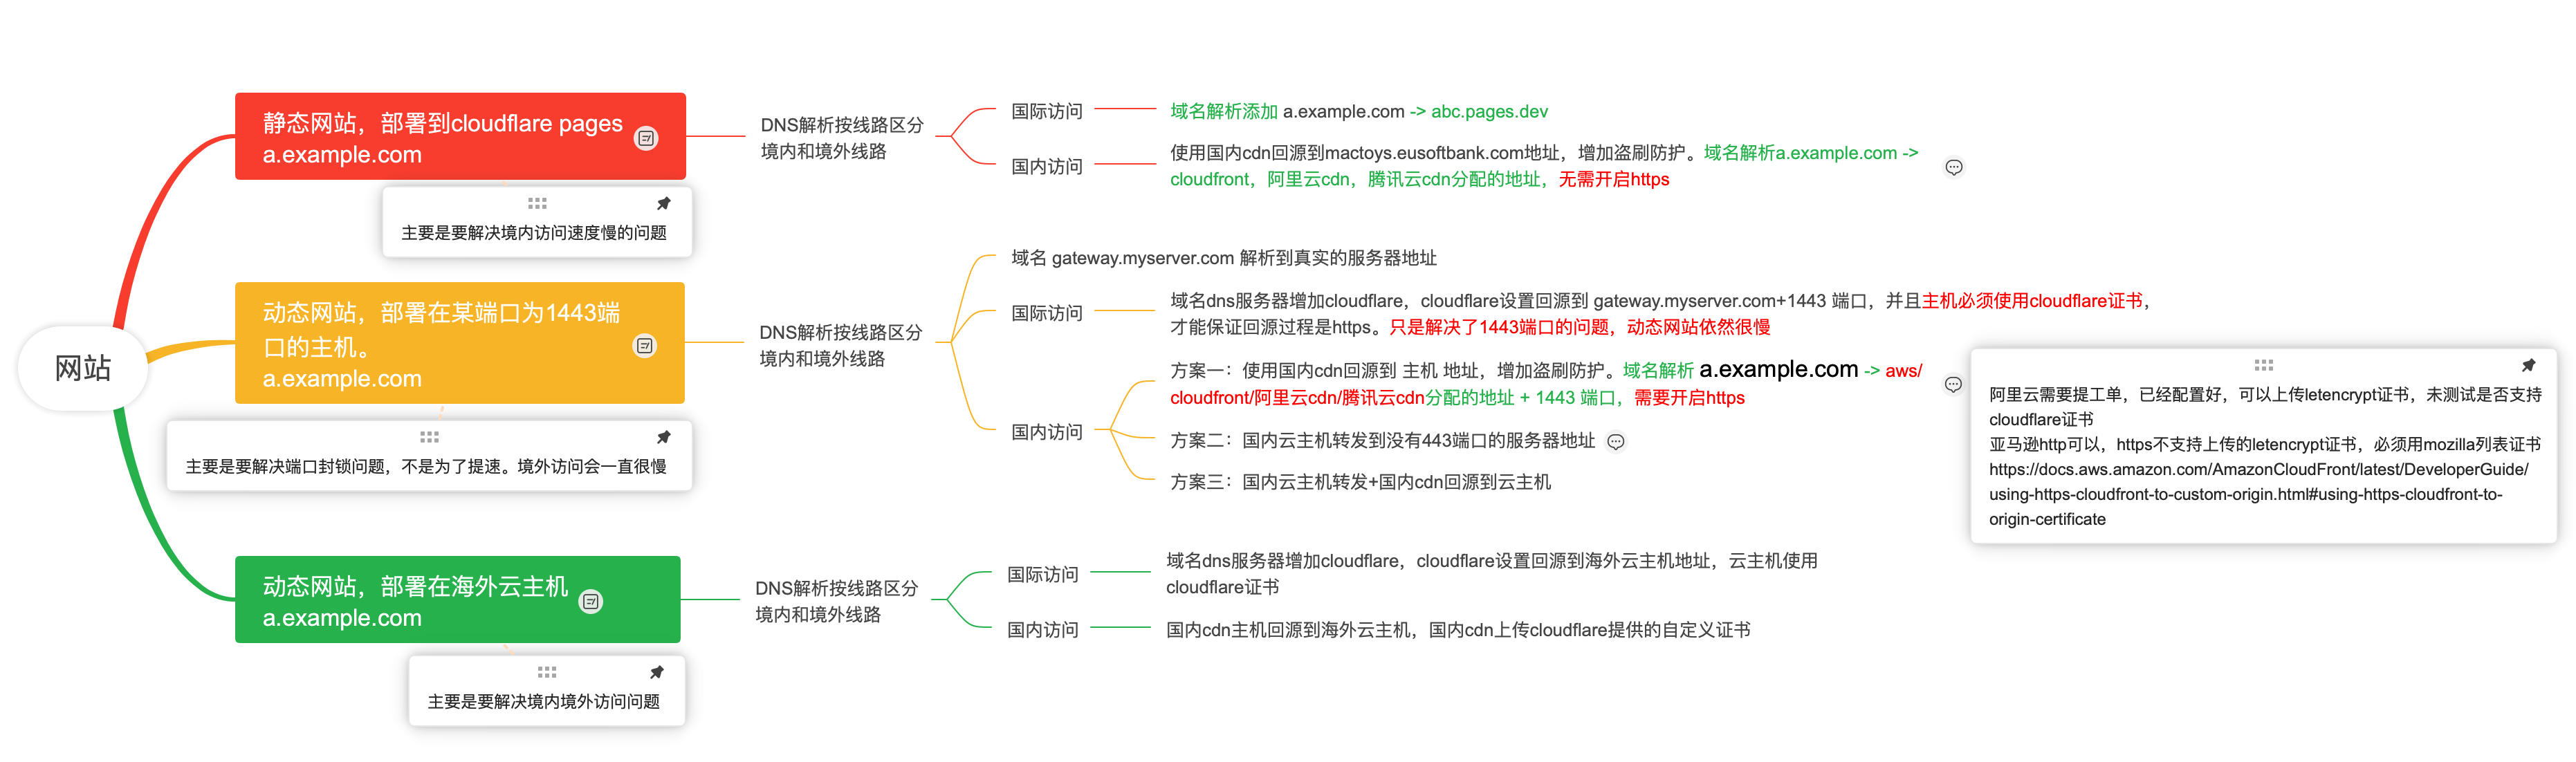 网站
静态网站，部署到cloudflare pages
a.example.com
主要是要解决境内访问速度慢的问题
DNS解析按线路区分
境内和境外线路
国际访问
域名解析添加 a.example.com -> abc.pages.dev
国内访问
使用国内cdn回源到mactoys.eusoftbank.com地址，增加盗刷防护。域名解析a.example.com ->
cloudfront，阿里云cdn，腾讯云cdn分配的地址，无需开启https
动态网站，部署在某端口为1443端
口的主机。
a.example.com
主要是要解决端口封锁问题，不是为了提速。境外访问会一直很慢
DNS解析按线路区分
境内和境外线路
域名 gateway.myserver.com 解析到真实的服务器地址
国际访问
域名dns服务器增加cloudflare，cloudflare设置回源到 gateway.myserver.com+1443 端口，并且主机必须使用cloudflare证书，
才能保证回源过程是https。只是解决了1443端口的问题，动态网站依然很慢
国内访问
方案一：使用国内cdn回源到 主机 地址，增加盗刷防护。域名解析 a.example.com -> aws/
cloudfront/阿里云cdn/腾讯云cdn分配的地址 + 1443 端口，需要开启https
阿里云需要提工单，已经配置好，可以上传letencrypt证书，未测试是否支持
cloudflare证书
亚马逊http可以，https不支持上传的letencrypt证书，必须用mozilla列表证书
https://docs.aws.amazon.com/AmazonCloudFront/latest/DeveloperGuide/
using-https-cloudfront-to-custom-origin.html#using-https-cloudfront-to-
origin-certificate
方案二：国内云主机转发到没有443端口的服务器地址
方案三：国内云主机转发+国内cdn回源到云主机
动态网站，部署在海外云主机
a.example.com
主要是要解决境内境外访问问题
DNS解析按线路区分
境内和境外线路
国际访问
域名dns服务器增加cloudflare，cloudflare设置回源到海外云主机地址，云主机使用
cloudflare证书
国内访问
国内cdn主机回源到海外云主机，国内cdn上传cloudflare提供的自定义证书